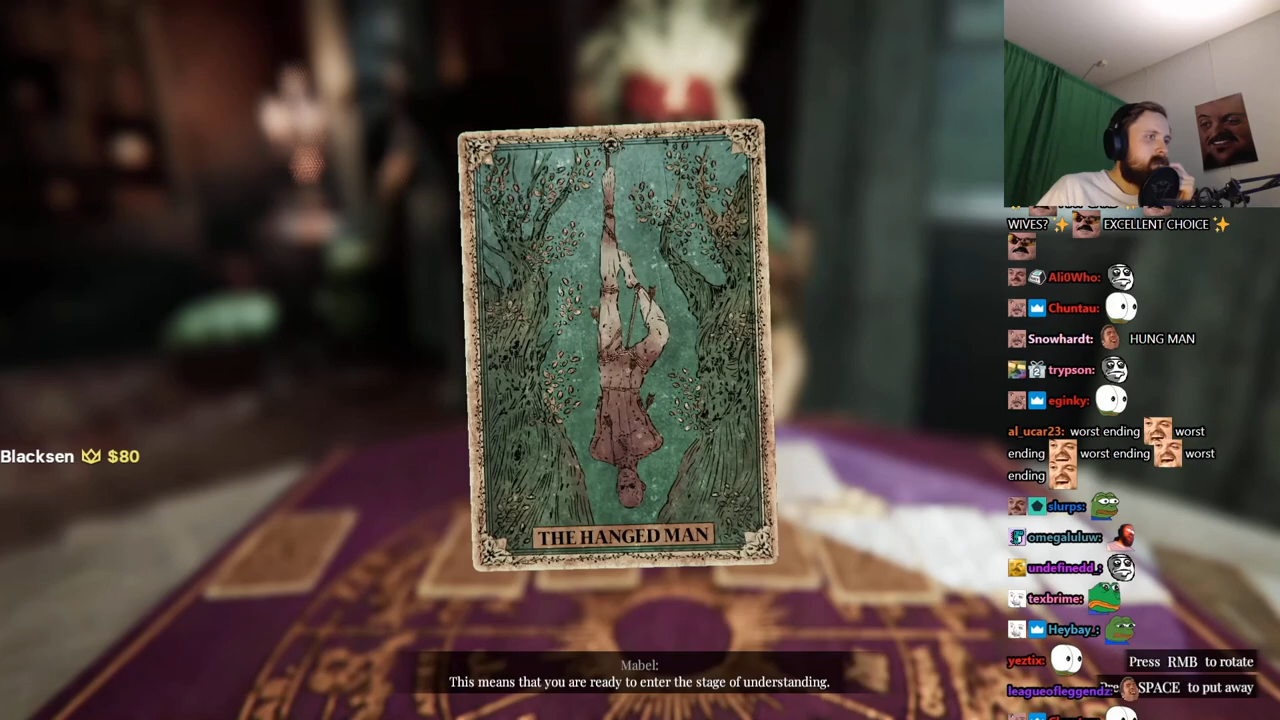 WIVES? EXCELLENT CHOICE
Ali0Who:
Chuntau:
Snowhardt: HUNG MAN
trypson:
eginky:
al_ucar23: worst ending worst
ending worst ending worst
ending
slurps:
omegaluluw:
undefinedd_:
texbrime:
Heybay_:
yeztix:
leagueoflegendz:
Blacksen $80
THE HANGED MAN
Mabel:
This means that you are ready to enter the stage of understanding.
Press RMB to rotate
SPACE to put away